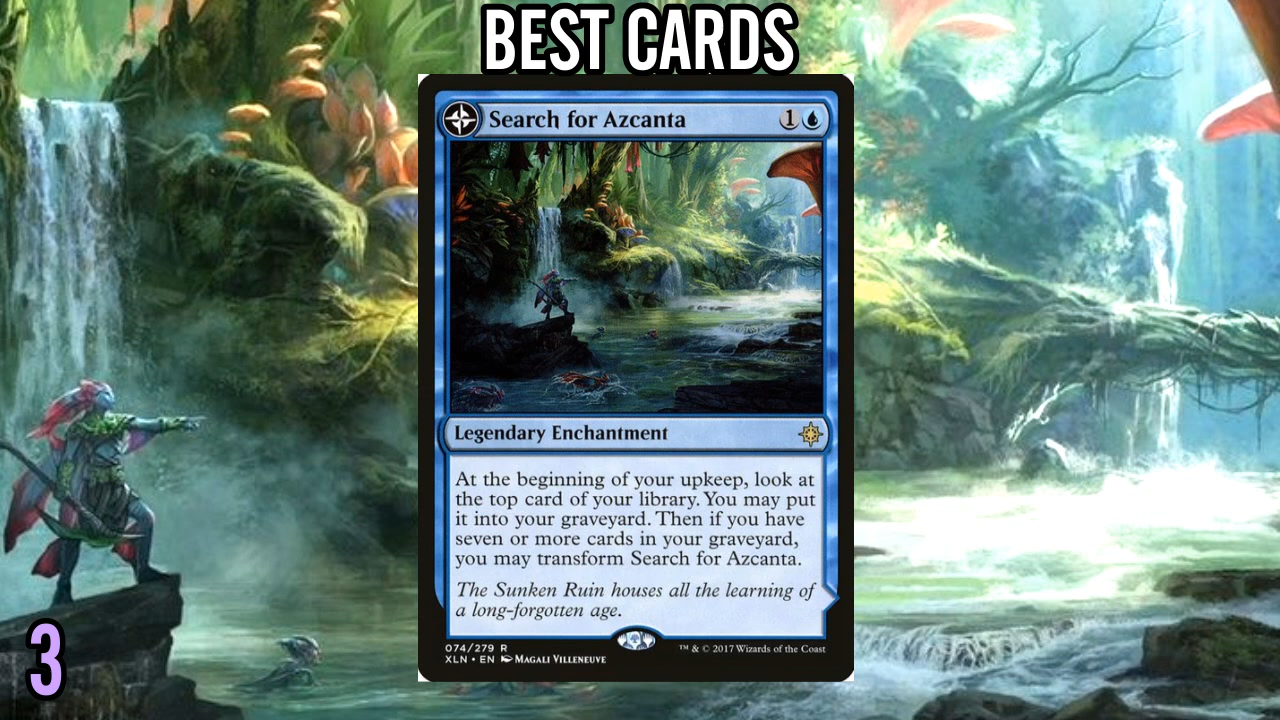 BEST CARDS
Search for Azcanta 1
Legendary Enchantment
At the beginning of your upkeep, look at
the top card of your library. You may put
it into your graveyard. Then if you have
seven or more cards in your graveyard,
you may transform Search for Azcanta.
The Sunken Ruin houses all the learning of
a long-forgotten age.
074/279 R
XLN • EN Magali Villeneuve
™ & © 2017 Wizards of the Coast
3